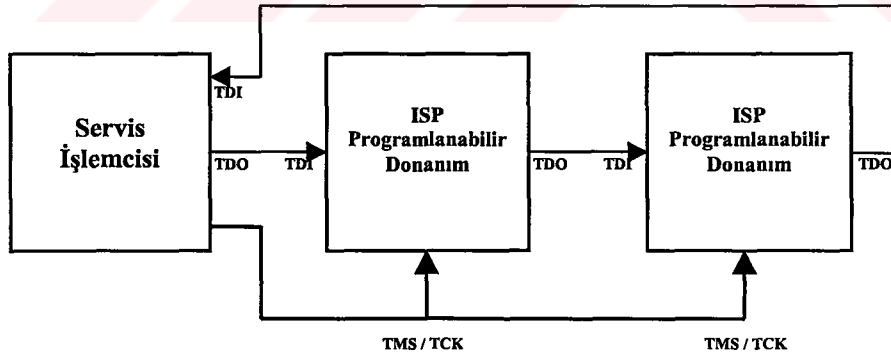 Servis
İşlemcisi
TDI
TDO
TDI
ISP
Programlanabilir
Donanım
TDO
TDI
ISP
Programlanabilir
Donanım
TDO
TMS / TCK
TMS / TCK